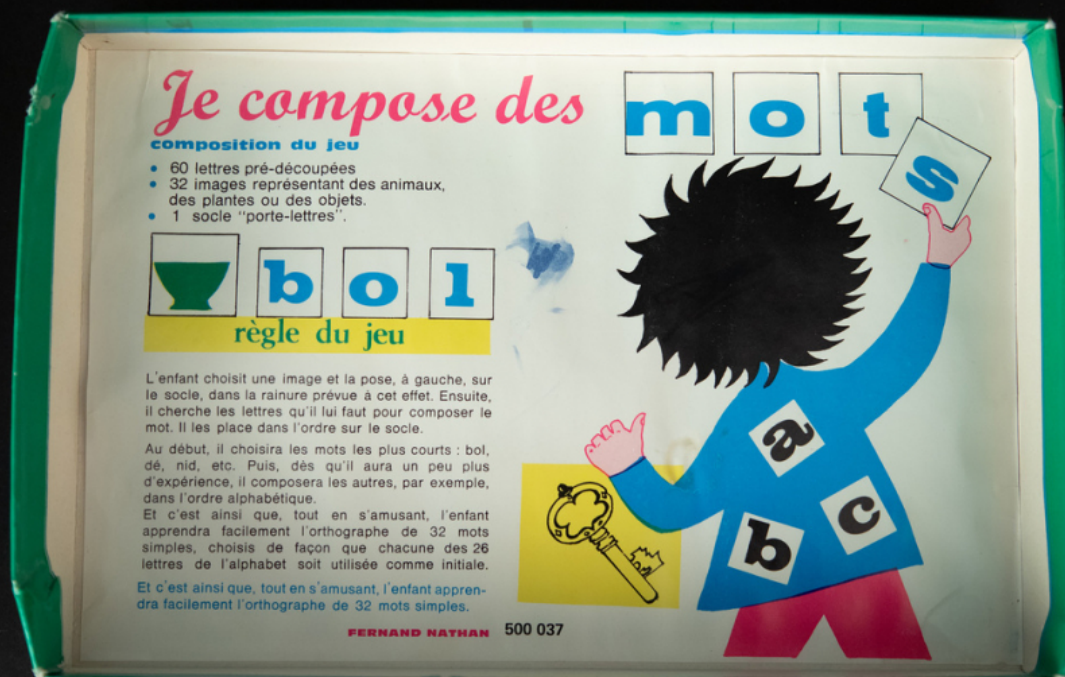 Je compose des mots
composition du jeu
• 60 lettres pré-découpées
• 32 images représentant des animaux,
des plantes ou des objets.
• 1 socle "porte-lettres".
bol
règle du jeu
L'enfant choisit une image et la pose, à gauche, sur
le socle, dans la rainure prévue à cet effet. Ensuite,
il cherche les lettres qu'il lui faut pour composer le
mot. Il les place dans l'ordre sur le socle.
Au début, il choisira les mots les plus courts : bol,
dé, nid, etc. Puis, dès qu'il aura un peu plus
d'expérience, il composera les autres, par exemple,
dans l'ordre alphabétique.
Et c'est ainsi que, tout en s'amusant, l'enfant
apprendra facilement l'orthographe de 32 mots
simples, choisis de façon que chacune des 26
lettres de l'alphabet soit utilisée comme initiale.
Et c'est ainsi que, tout en s'amusant, l'enfant appren-
dra facilement l'orthographe de 32 mots simples.
FERNAND NATHAN 500 037
a
b c